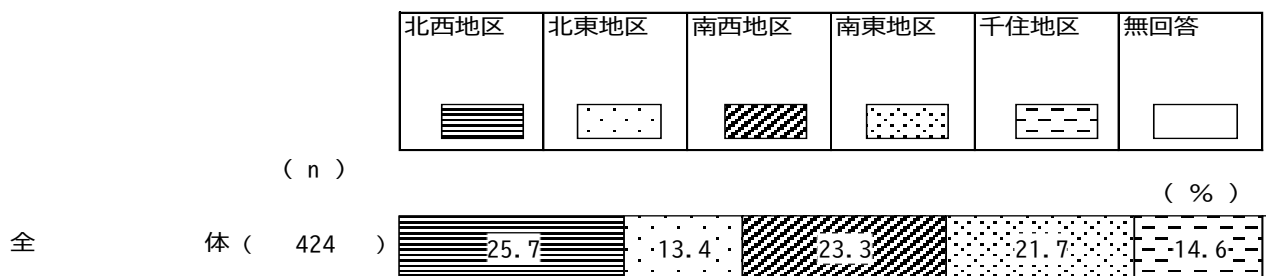 北西地区 北東地区 南西地区 南東地区 千住地区 無回答
( n )
( % )
全 体 ( 424 ) 25.7 13.4 23.3 21.7 14.6